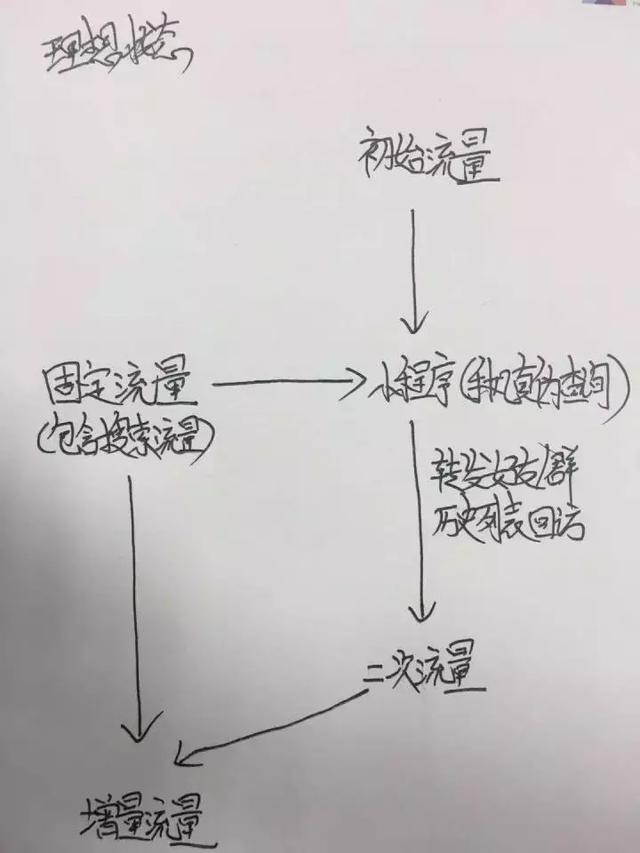 理想状态
初始流量
固定流量
(包含搜索流量)
小程序(手机真伪查询)
转发好友/群
历史列表回访
二次流量
增量流量